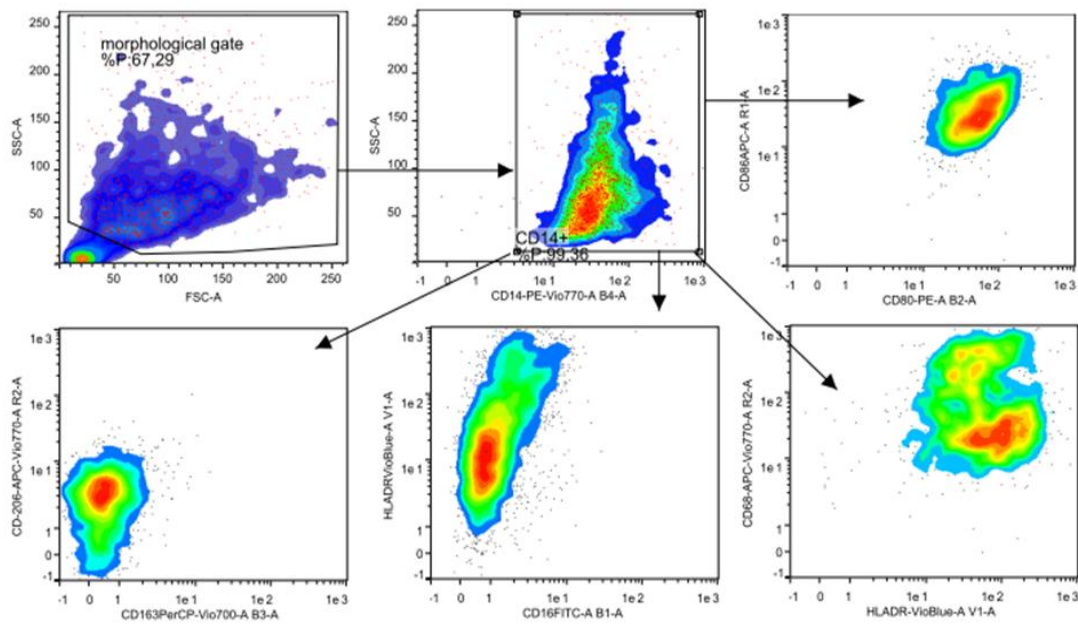 250
200
150
100
50
SSC-A
morphological gate
%P:67,29
50 100 150 200 250
FSC-A
250
200
150
100
50
SSC-A
CD14+
%P:99,36
-1 1 1e1 1e2 1e3
CD14-PE-Vio770-A B4-A
1e3
1e2
1e1
1
0
-1
CD86APC-A R1-A
-1 0 1 1e1 1e2 1e3
CD80-PE-A B2-A
1e3
1e2
1e1
1
0
-1
CD-206-APC-Vio770-A R2-A
-1 0 1 1e1 1e2 1e3
CD163PerCP-Vio700-A B3-A
1e3
1e2
1e1
1
0
-1
HLADRVioBlue-A V1-A
-1 0 1 1e1 1e2 1e3
CD16FITC-A B1-A
1e3
1e2
1e1
1
0
-1
CD68-APC-Vio770-A R2-A
-1 0 1 1e1 1e2 1e3
HLADR-VioBlue-A V1-A